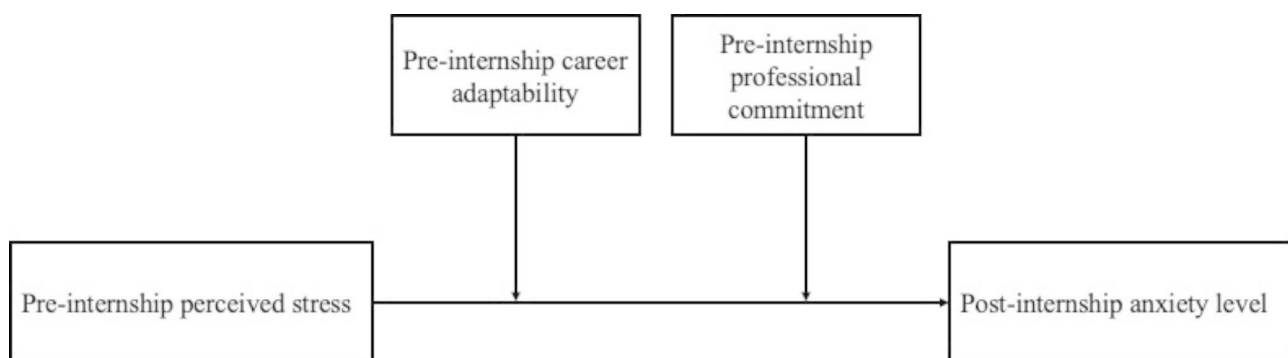 Pre-internship career
adaptability
Pre-internship
professional
commitment
Pre-internship perceived stress
Post-internship anxiety level